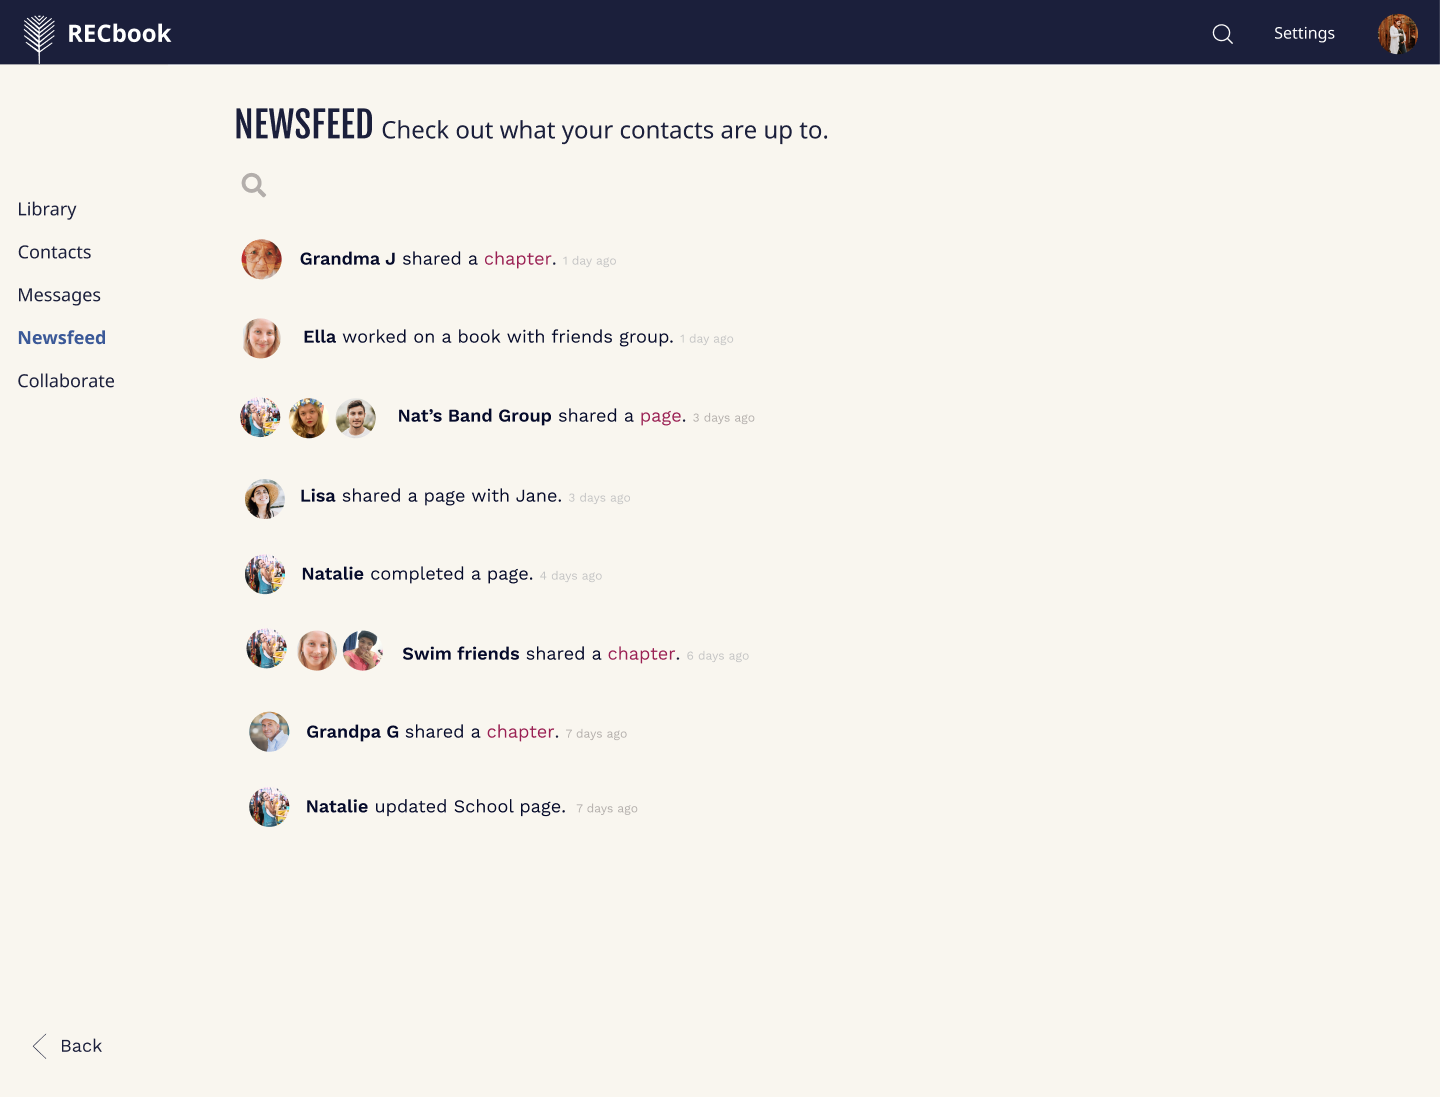 RECbook
Settings
NEWSFEED Check out what your contacts are up to.
Library
Contacts
Messages
Newsfeed
Collaborate
Grandma J shared a chapter. 1 day ago
Ella worked on a book with friends group. 1 day ago
Nat’s Band Group shared a page. 3 days ago
Lisa shared a page with Jane. 3 days ago
Natalie completed a page. 4 days ago
Swim friends shared a chapter. 6 days ago
Grandpa G shared a chapter. 7 days ago
Natalie updated School page. 7 days ago
Back